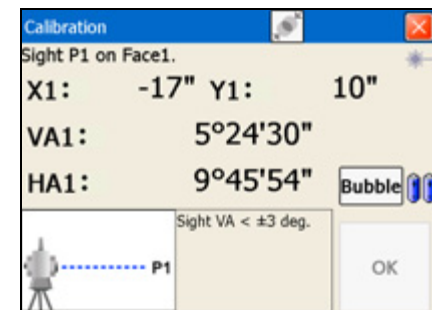 Calibration
Sight P1 on Face1.
X1: -17" Y1: 10"
VA1: 5°24'30"
HA1: 9°45'54"
Bubble
Sight VA < ±3 deg.
P1
OK